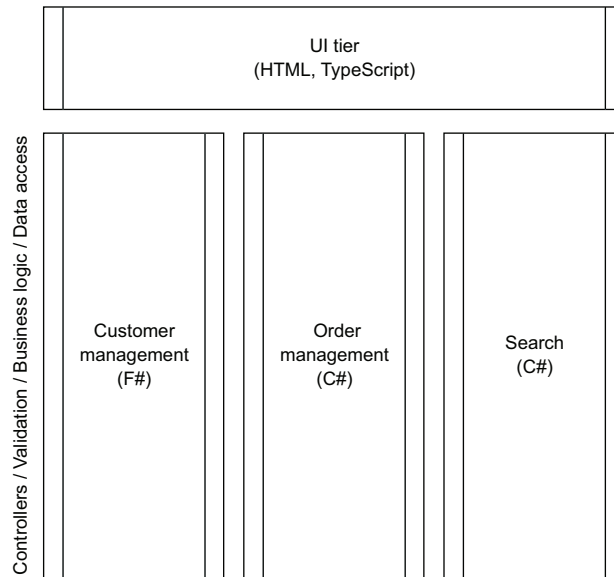 UI tier
(HTML, TypeScript)
Controllers / Validation / Business logic / Data access
Customer
management
(F#)
Order
management
(C#)
Search
(C#)